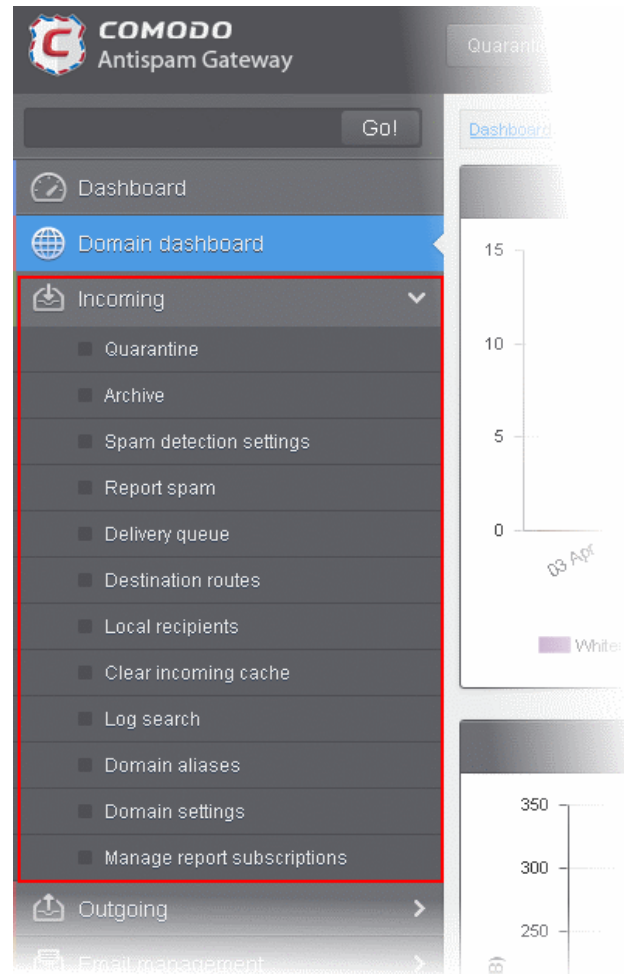 COMODO
Antispam Gateway
Go!
Dashboard
Dashboard
Domain dashboard
15
Incoming
Quarantine
10
Archive
Spam detection settings
5
Report spam
Delivery queue
0
Destination routes
03 Apr
Local recipients
Clear incoming cache
Log search
Domain aliases
Domain settings
350
Manage report subscriptions
300
Outgoing
250
Email management